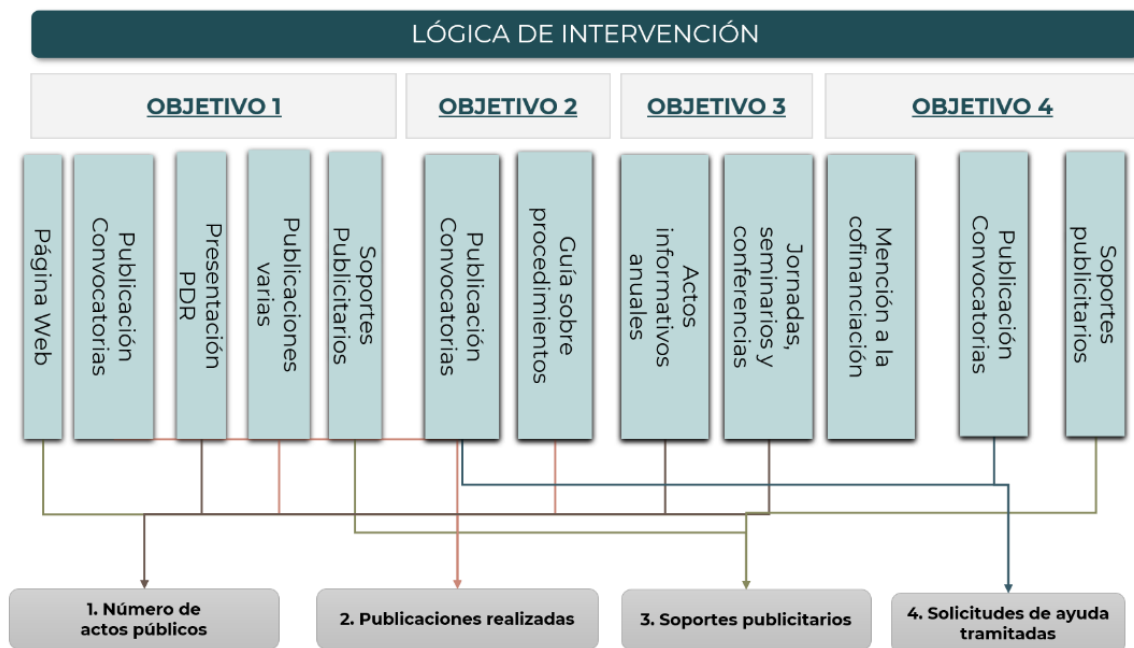 LÓGICA DE INTERVENCIÓN
OBJETIVO 1
OBJETIVO 2
OBJETIVO 3
OBJETIVO 4
Página Web
Publicación
Convocatorias
Presentación
PDR
Publicaciones
varias
Soportes
Publicitarios
Publicación
Convocatorias
Guía sobre
procedimientos
Actos
informativos
anuales
Jornadas,
seminarios y
conferencias
Mención a la
cofinanciación
Publicación
Convocatorias
Soportes
publicitarios
1. Número de
actos públicos
2. Publicaciones realizadas
3. Soportes publicitarios
4. Solicitudes de ayuda
tramitadas